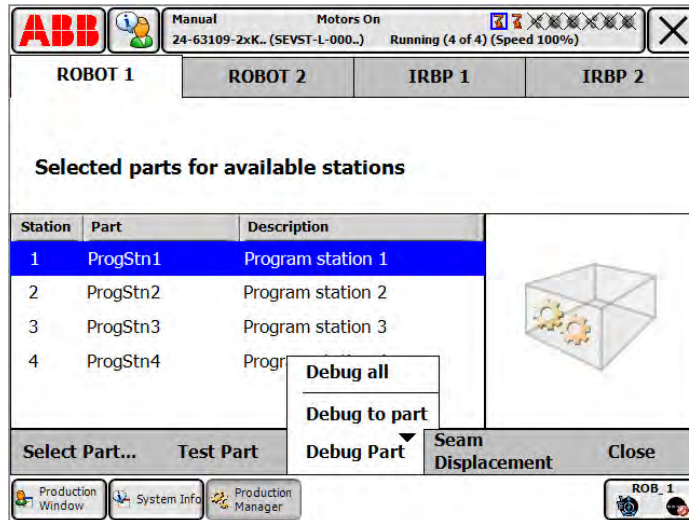 ABB
Manual Motors On
24-63109-2xK.. (SEVST-L-000..) Running (4 of 4) (Speed 100%)
ROBOT 1 ROBOT 2 IRBP 1 IRBP 2
Selected parts for available stations
Station Part Description
1 ProgStn1 Program station 1
2 ProgStn2 Program station 2
3 ProgStn3 Program station 3
4 ProgStn4
Debug all
Debug to part
Select Part... Test Part Debug Part Seam Displacement Close
Production Window System Info Production Manager ROB_1